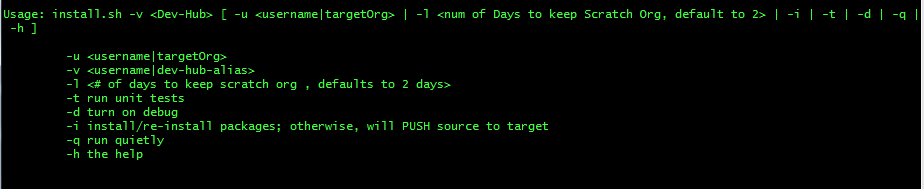 Usage: install.sh -v <Dev-Hub> [ -u <username|targetOrg> | -l <num of Days to keep Scratch Org, default to 2> | -i | -t | -d | -q |
-h ]
-u <username|targetOrg>
-v <username|dev-hub-alias>
-l <# of days to keep scratch org , defaults to 2 days>
-t run unit tests
-d turn on debug
-i install/re-install packages; otherwise, will PUSH source to target
-q run quietly
-h the help